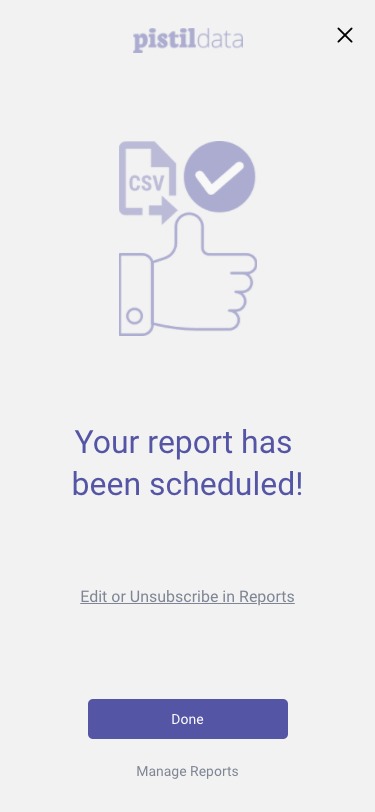 pistildata
CSV
Your report has
been scheduled!
Edit or Unsubscribe in Reports
Done
Manage Reports